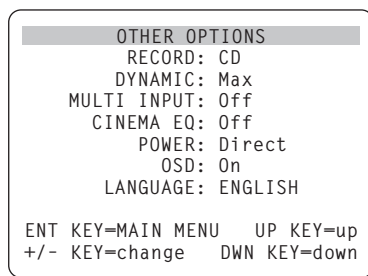 OTHER OPTIONS
RECORD: CD
DYNAMIC: Max
MULTI INPUT: Off
CINEMA EQ: Off
POWER: Direct
OSD: On
LANGUAGE: ENGLISH
ENT KEY=MAIN MENU UP KEY=up
+/- KEY=change DWN KEY=down